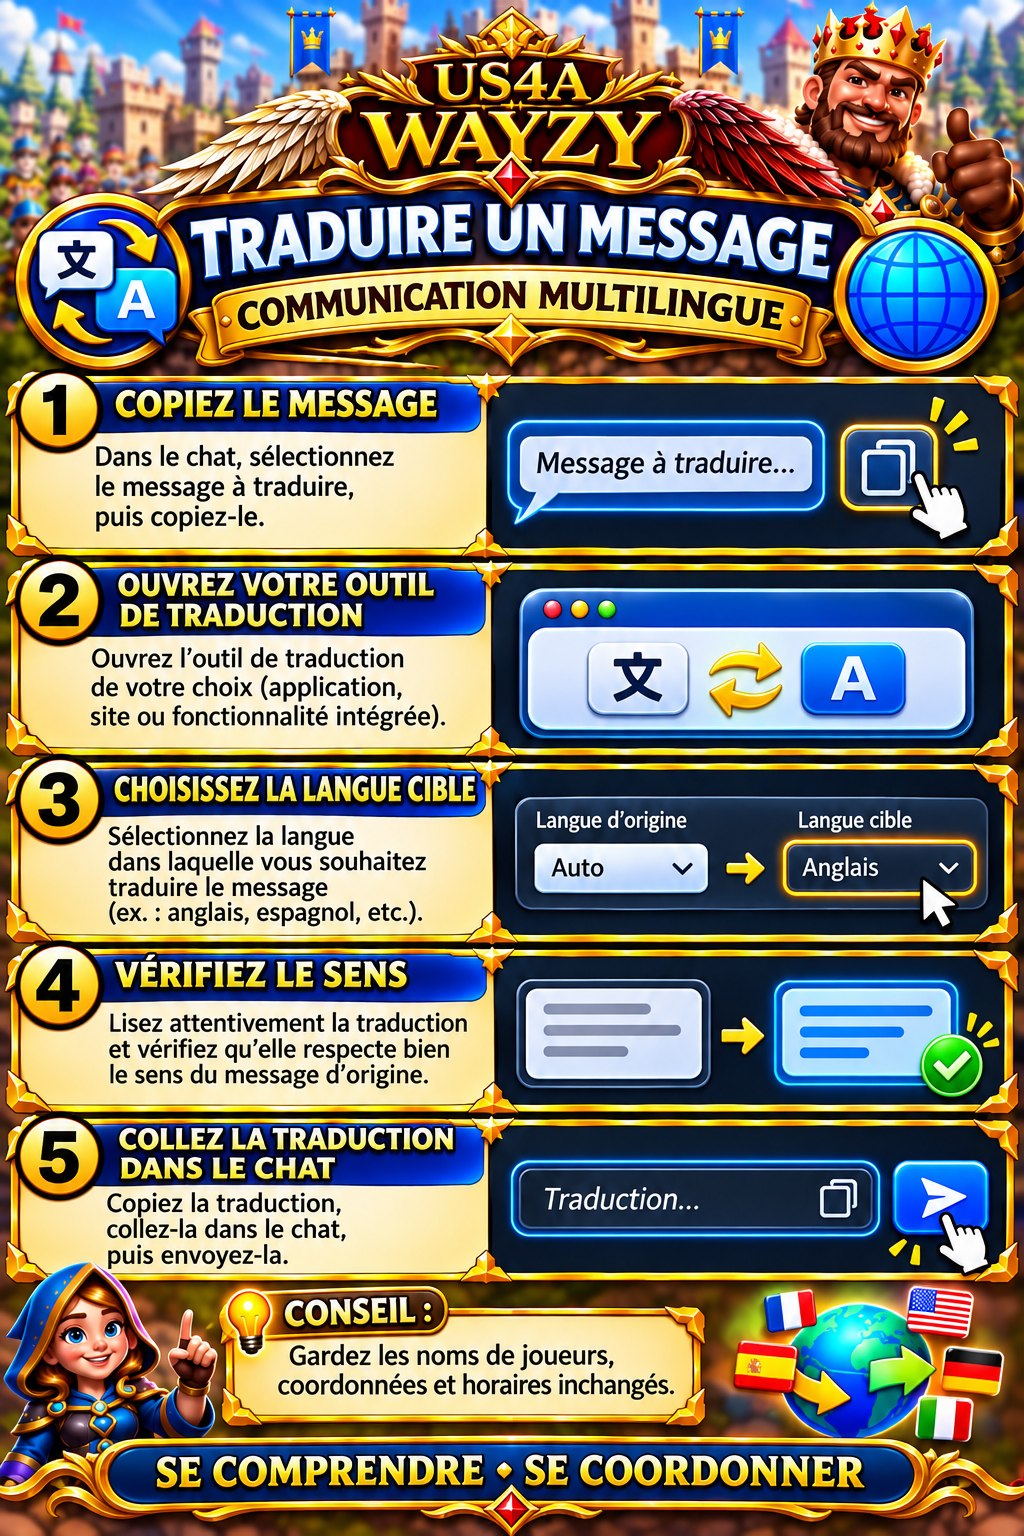 US4A
WAYZY
TRADUIRE UN MESSAGE
COMMUNICATION MULTILINGUE
文
A
1
COPIEZ LE MESSAGE
Dans le chat, sélectionnez
le message à traduire,
puis copiez-le.
Message à traduire...
2
OUVREZ VOTRE OUTIL
DE TRADUCTION
Ouvrez l'outil de traduction
de votre choix (application,
site ou fonctionnalité intégrée).
文
A
3
CHOISISSEZ LA LANGUE CIBLE
Sélectionnez la langue
dans laquelle vous souhaitez
traduire le message
(ex. : anglais, espagnol, etc.).
Langue d'origine
Langue cible
Auto
Anglais
4
VÉRIFIEZ LE SENS
Lisez attentivement la traduction
et vérifiez qu'elle respecte bien
le sens du message d'origine.
5
COLLEZ LA TRADUCTION
DANS LE CHAT
Copiez la traduction,
collez-la dans le chat,
puis envoyez-la.
Traduction...
CONSEIL :
Gardez les noms de joueurs,
coordonnées et horaires inchangés.
SE COMPRENDRE • SE COORDONNER